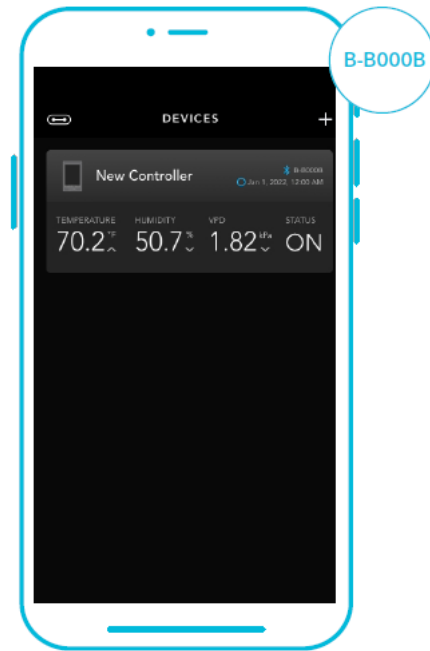 B-B000B
DEVICES +
New Controller
B-B000B
Jan 1, 2022, 12:00 AM
TEMPERATURE HUMIDITY VPD STATUS
70.2 °F 50.7 % 1.82 kPa ON